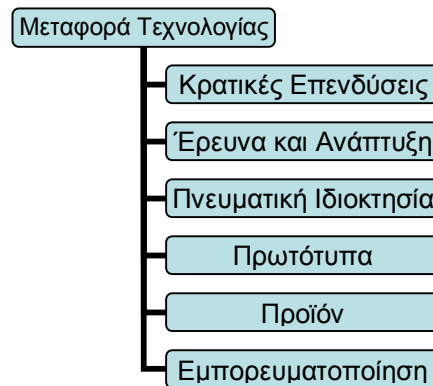 Μεταφορά Τεχνολογίας
Κρατικές Επενδύσεις
Έρευνα και Ανάπτυξη
Πνευματική Ιδιοκτησία
Πρωτότυπα
Προϊόν
Εμπορευματοποίηση